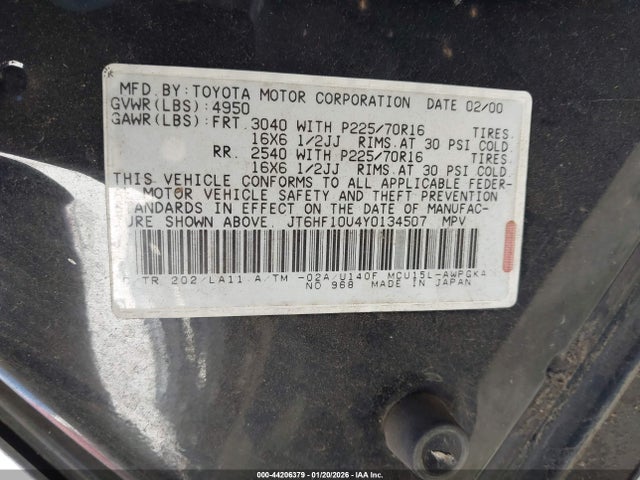 MFD.BY:TOYOTA MOTOR CORPORATION DATE 02/00
GVWR(LBS):4950
GAWR(LBS):FRT. 3040 WITH P225/70R16 TIRES.
16X6 1/2JJ RIMS.AT 30 PSI COLD.
RR. 2540 WITH P225/70R16 TIRES
16X6 1/2JJ RIMS.AT 30 PSI COLD.
THIS VEHICLE CONFORMS TO ALL APPLICABLE FEDER-
MOTOR VEHICLE SAFETY AND THEFT PREVENTION
STANDARDS IN EFFECT ON THE DATE OF MANUFAC-
URE SHOWN ABOVE. JT6HF10U4Y0134507 MPV
TR 202/LA11 A/TM -02A/U140F MCU15L-AWPGKA
NO 968 MADE IN JAPAN
000-44206379 | 01/20/2026 - IAA Inc.